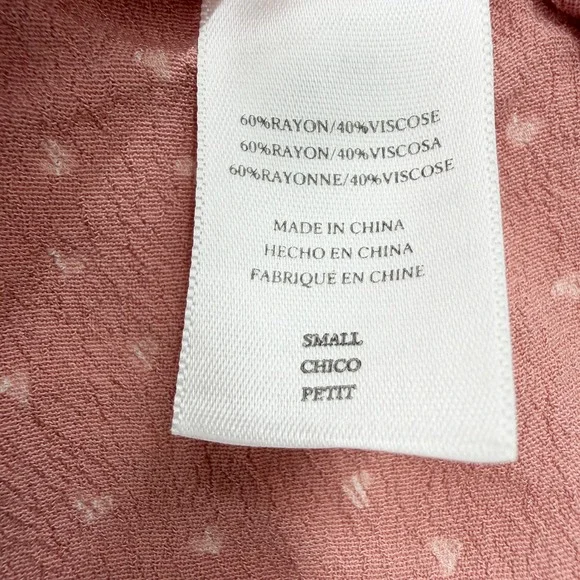 60%RAYON/40%VISCOSE
60%RAYON/40%VISCOSA
60%RAYONNE/40%VISCOSE
MADE IN CHINA
HECHO EN CHINA
FABRIQUÉ EN CHINE
SMALL
CHICO
PETIT